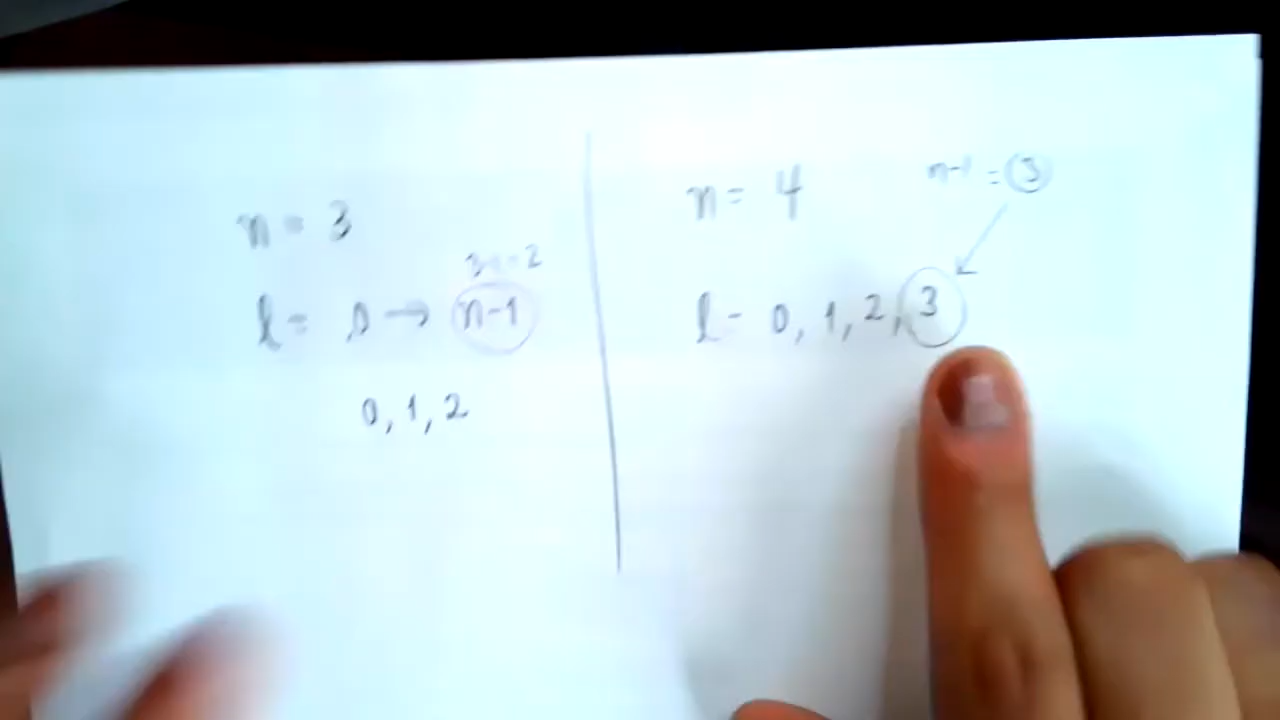 n = 3
3-1=2
l = 0 → n-1
0, 1, 2
n = 4
n-1 = 3
l = 0, 1, 2, 3